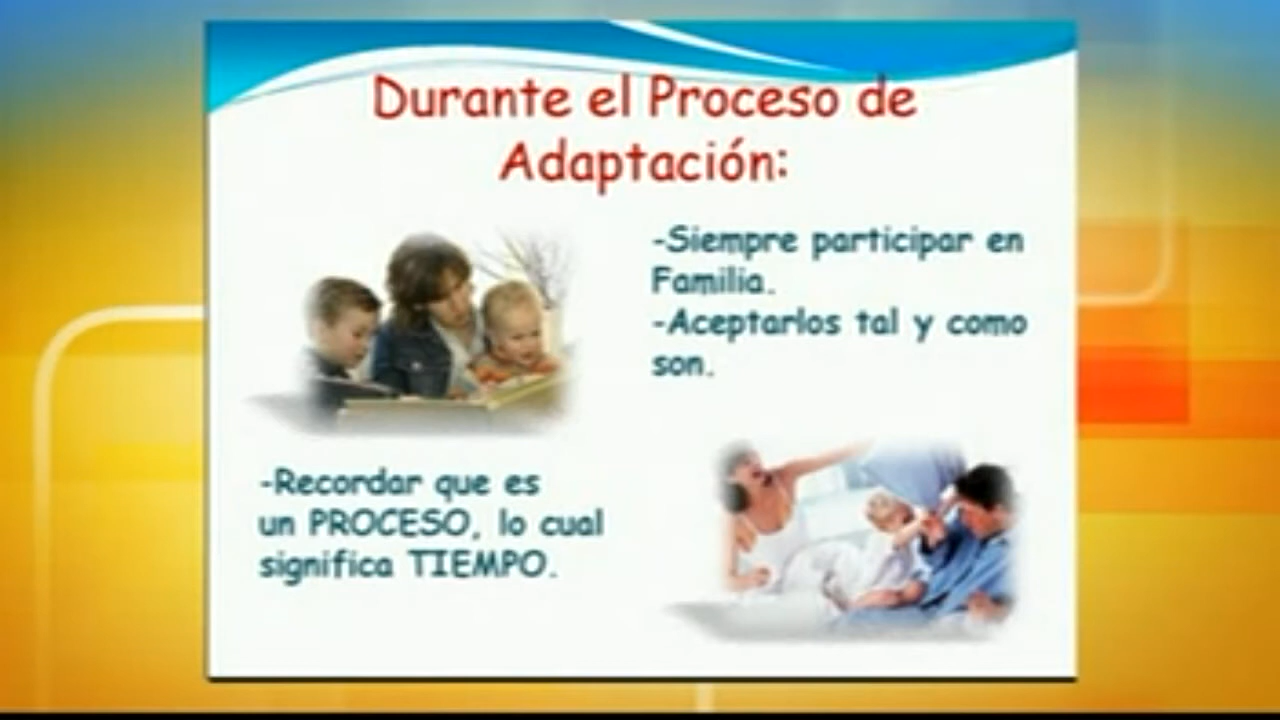 Durante el Proceso de
Adaptación:
-Siempre participar en
Familia.
-Aceptarlos tal y como
son.
-Recordar que es
un PROCESO, lo cual
significa TIEMPO.